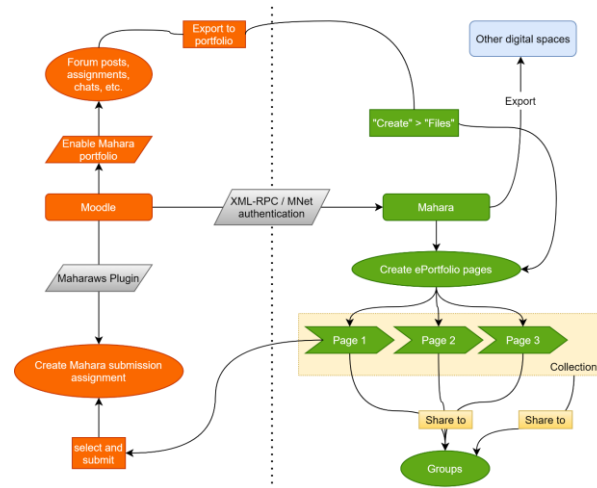 Export to
portfolio
Other digital spaces
Forum posts,
assignments,
chats, etc.
Export
"Create" > "Files"
Enable Mahara
portfolio
Moodle
XML-RPC / MNet
authentication
Mahara
Maharaws Plugin
Create ePortfolio pages
Page 1
Page 2
Page 3
Collection
Create Mahara submission
assignment
Share to
Share to
select and
submit
Groups